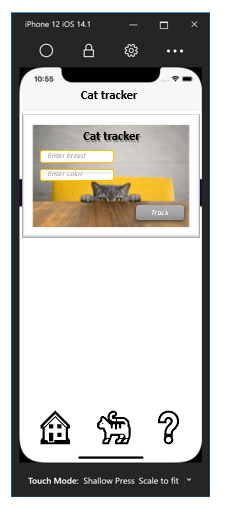 iPhone 12 iOS 14.1
10:55
Cat tracker
Cat tracker
Enter breed
Enter color
Track
Touch Mode: Shallow Press Scale to fit